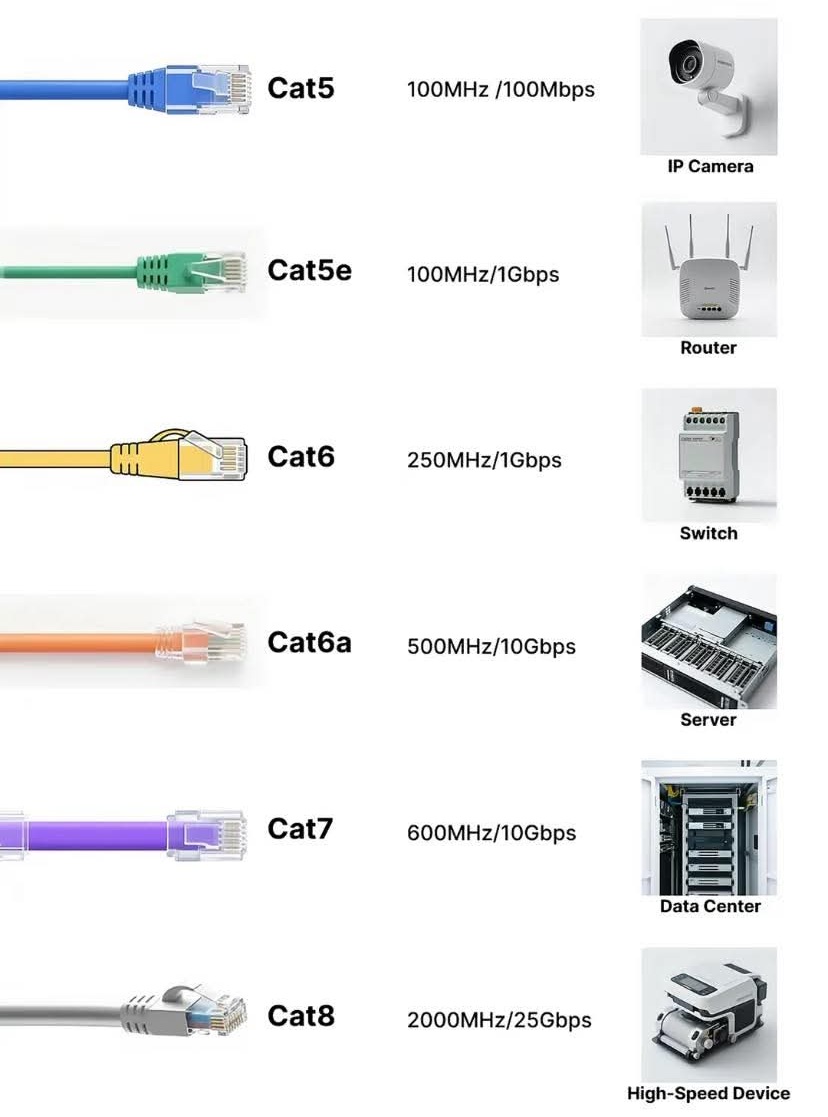 Cat5
100MHz /100Mbps
IP Camera
Cat5e
100MHz/1Gbps
Router
Cat6
250MHz/1Gbps
Switch
Cat6a
500MHz/10Gbps
Server
Cat7
600MHz/10Gbps
Data Center
Cat8
2000MHz/25Gbps
High-Speed Device